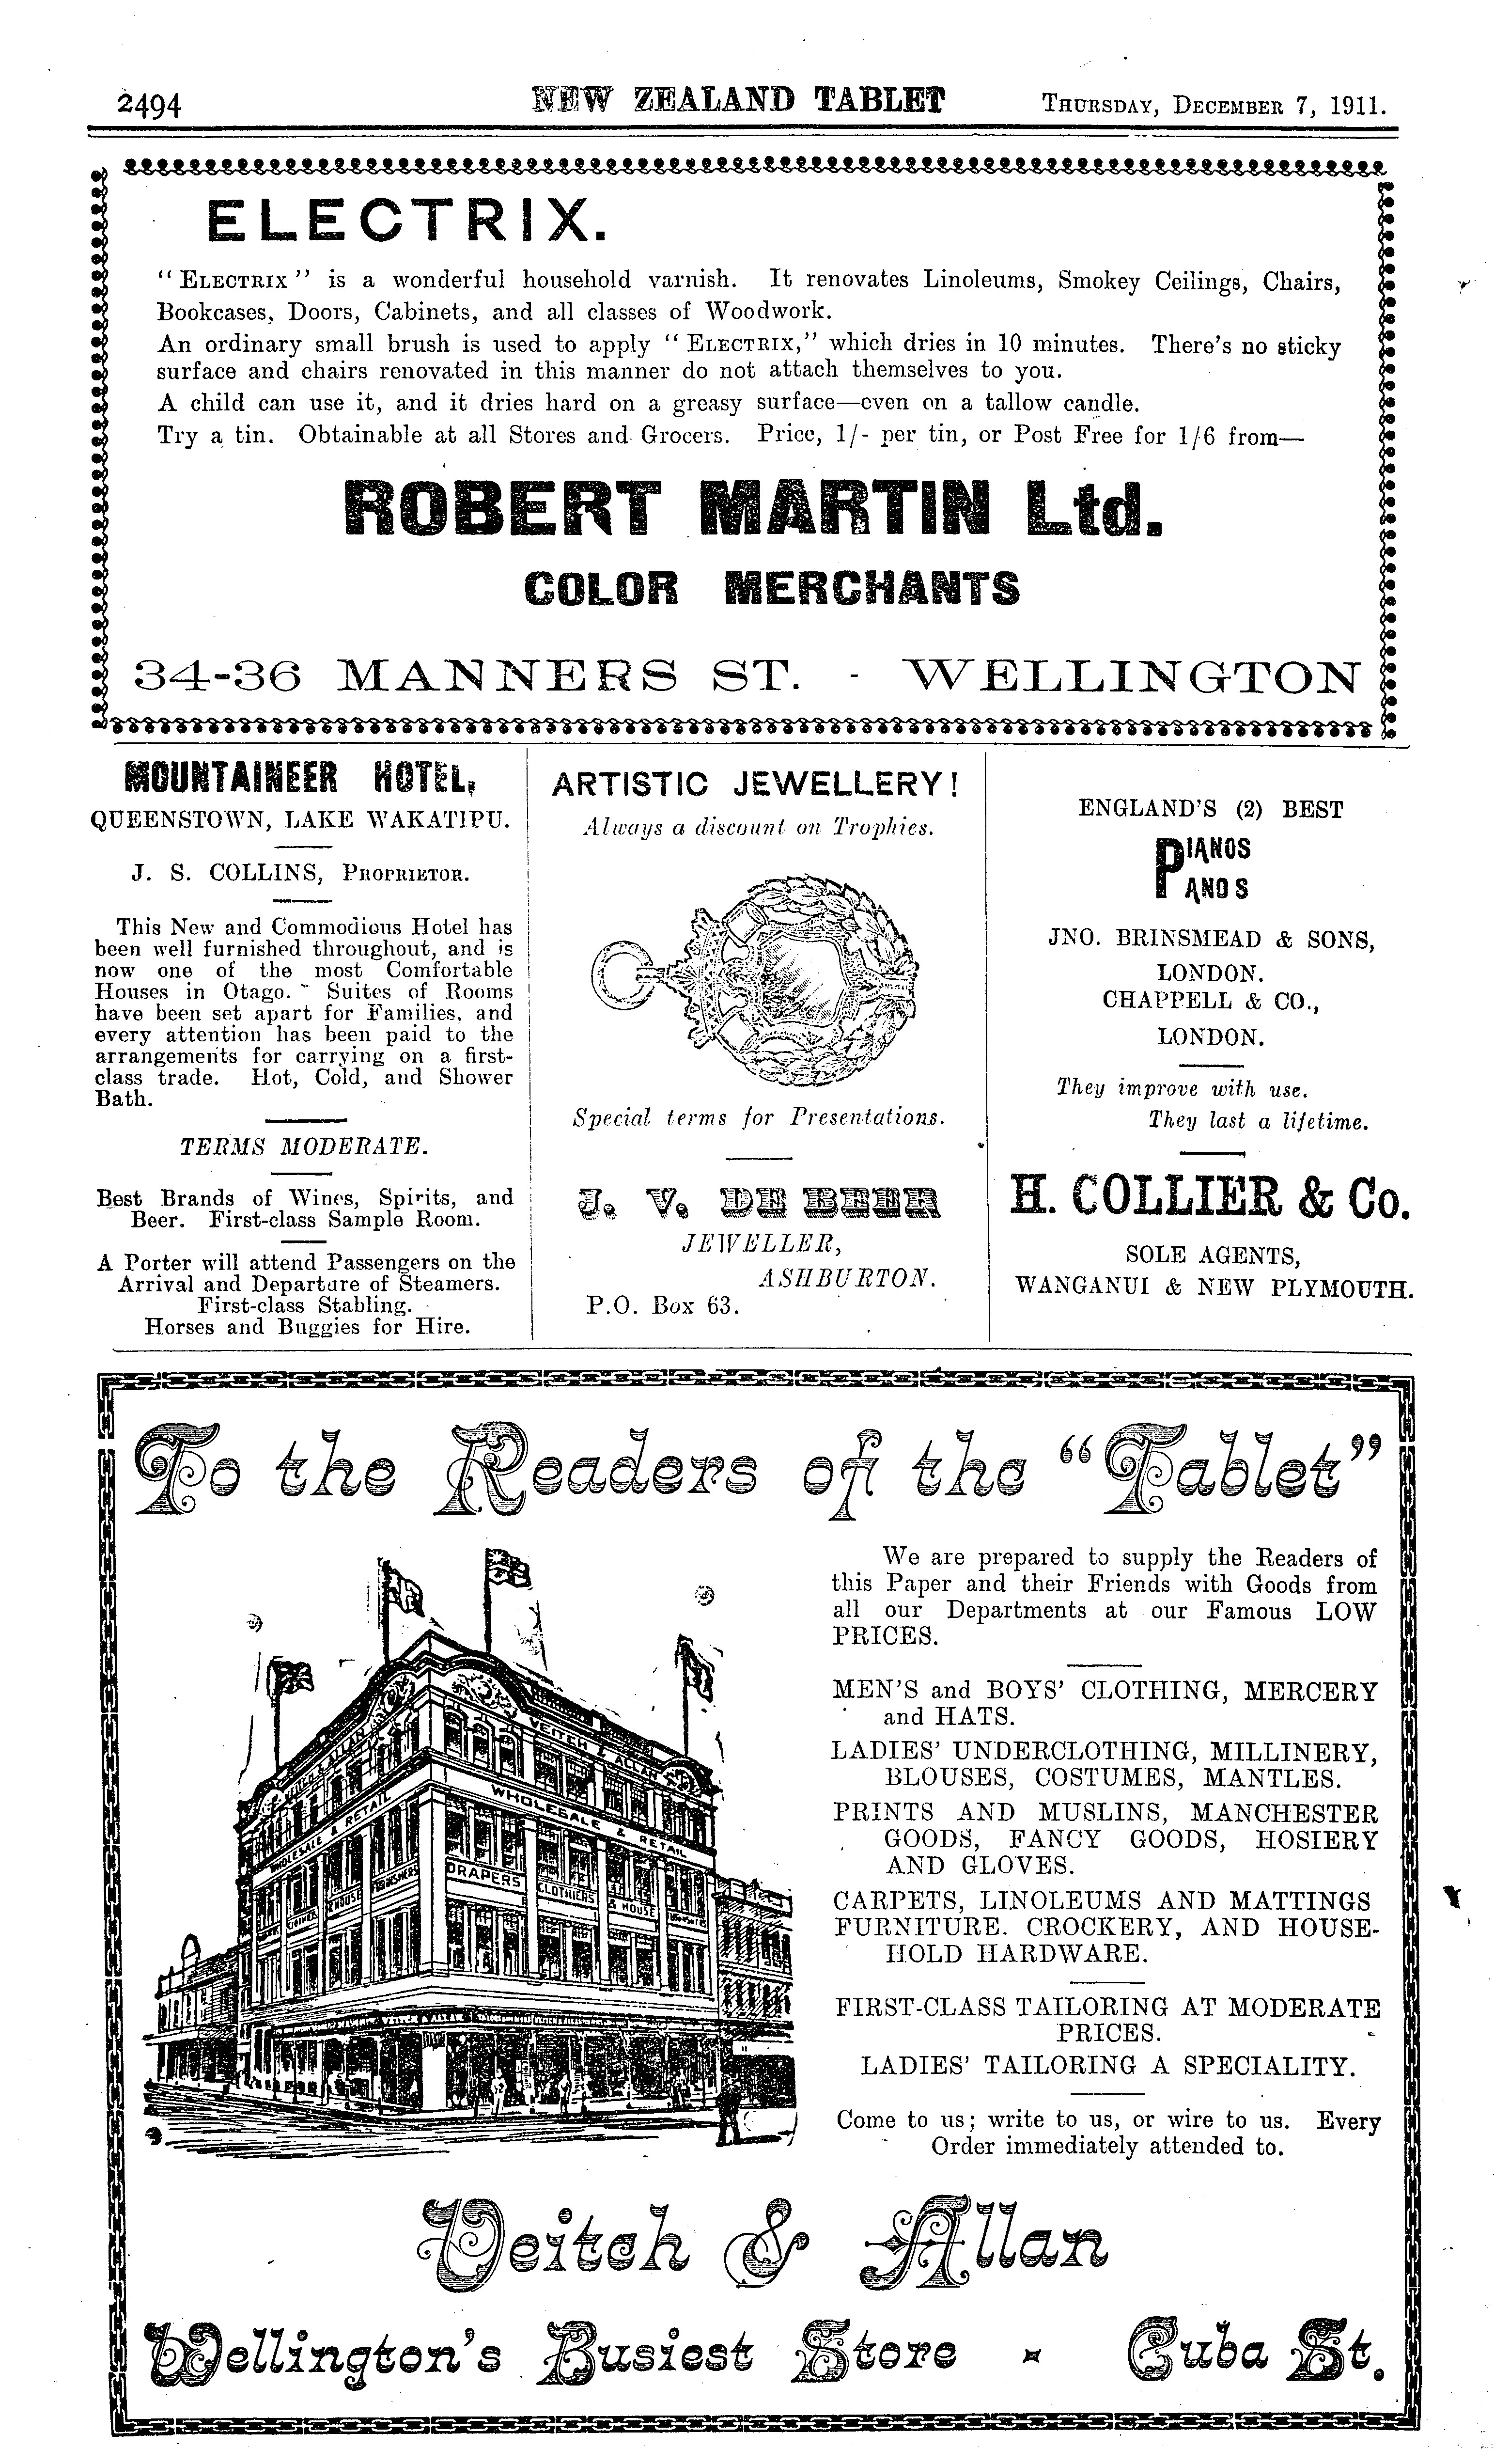 2494
NEW ZEALAND TABLET
THURSDAY, DECEMBER 7, 1911.
ELECTRIX.
“ELECTRIX” is a wonderful household varnish. It renovates Linoleums, Smokey Ceilings, Chairs,
Bookcases, Doors, Cabinets, and all classes of Woodwork.
An ordinary small brush is used to apply “ELECTRIX,” which dries in 10 minutes. There's no sticky
surface and chairs renovated in this manner do not attach themselves to you.
A child can use it, and it dries hard on a greasy surface—even on a tallow candle.
Try a tin. Obtainable at all Stores and Grocers. Price, 1/- per tin, or Post Free for 1/6 from—
ROBERT MARTIN Ltd.
COLOR MERCHANTS
34-36 MANNERS ST. - WELLINGTON
MOUNTAINEER HOTEL,
QUEENSTOWN, LAKE WAKATIPU.
J. S. COLLINS, PROPRIETOR.
This New and Commodious Hotel has
been well furnished throughout, and is
now one of the most Comfortable
Houses in Otago. Suites of Rooms
have been set apart for Families, and
every attention has been paid to the
arrangements for carrying on a first-
class trade. Hot, Cold, and Shower
Bath.
TERMS MODERATE.
Best Brands of Wines, Spirits, and
Beer. First-class Sample Room.
A Porter will attend Passengers on the
Arrival and Departure of Steamers.
First-class Stabling.
Horses and Buggies for Hire.
ARTISTIC JEWELLERY!
Always a discount on Trophies.
Special terms for Presentations.
J. V. DE BEER
JEWELLER,
ASHBURTON.
P.O. Box 63.
ENGLAND'S (2) BEST
PIANOS
PIANOS
JNO. BRINSMEAD & SONS,
LONDON.
CHAPPELL & CO.,
LONDON.
They improve with use.
They last a lifetime.
H. COLLIER & Co.
SOLE AGENTS,
WANGANUI & NEW PLYMOUTH.
To the Readers of the “Tablet”
VEITCH & ALLAN
VEITCH & ALLAN
WHOLESALE & RETAIL
WHOLESALE & RETAIL
DRAPERS CLOTHIERS & HOUSE
We are prepared to supply the Readers of
this Paper and their Friends with Goods from
all our Departments at our Famous LOW
PRICES.
MEN'S and BOYS' CLOTHING, MERCERY
and HATS.
LADIES' UNDERCLOTHING, MILLINERY,
BLOUSES, COSTUMES, MANTLES.
PRINTS AND MUSLINS, MANCHESTER
GOODS, FANCY GOODS, HOSIERY
AND GLOVES.
CARPETS, LINOLEUMS AND MATTINGS
FURNITURE. CROCKERY, AND HOUSE-
HOLD HARDWARE.
FIRST-CLASS TAILORING AT MODERATE
PRICES.
LADIES' TAILORING A SPECIALITY.
Come to us; write to us, or wire to us. Every
Order immediately attended to.
Veitch & Allan
Wellington's Busiest Store - Cuba St.